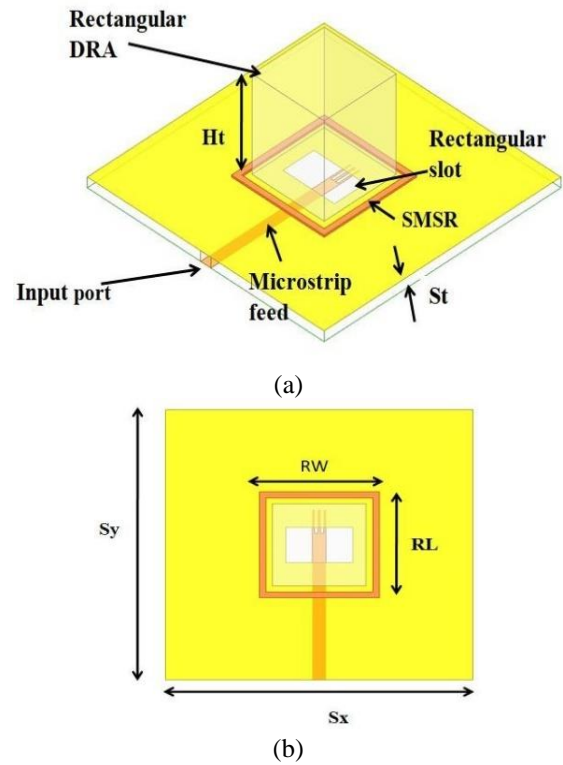 Rectangular
DRA
Ht
Rectangular
slot
SMSR
Input port
Microstrip
feed
St
(a)
RW
Sy
RL
Sx
(b)